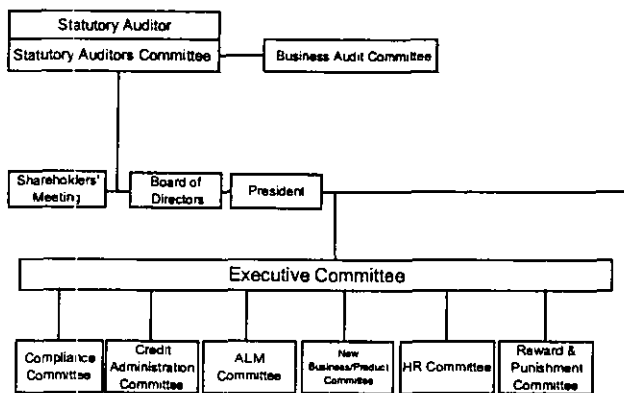 Statutory Auditor
Statutory Auditors Committee
Business Audit Committee
Shareholders'
Meeting
Board of
Directors
President
Executive Committee
Compliance
Committee
Credit
Administration
Committee
ALM
Committee
New
Business/Product
Committee
HR Committee
Reward &
Punishment
Committee